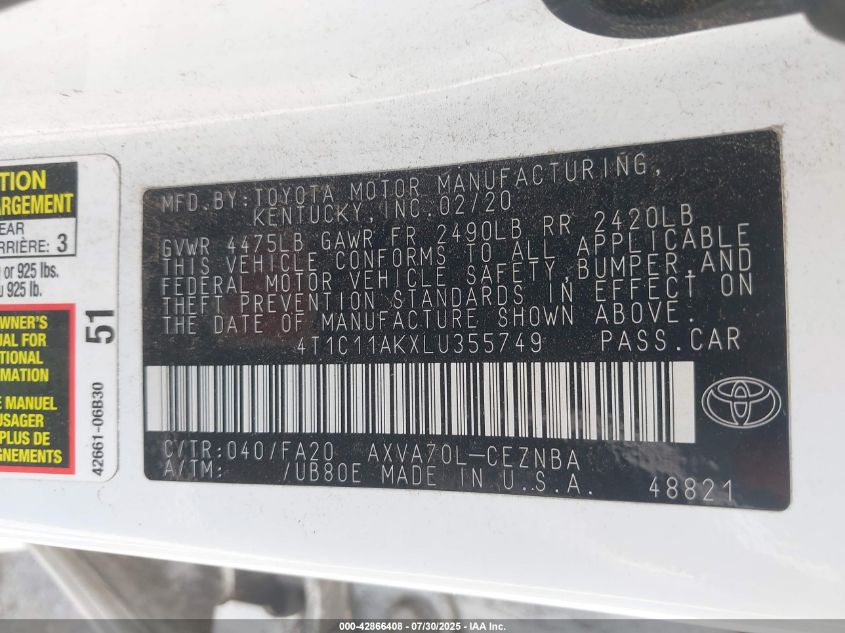 TION
ARGEMENT
EAR
ARRIÈRE: 3
or 925 lbs.
925 lb.
WNER'S
UAL FOR
TIONAL
RMATION
E MANUEL
USAGER
PLUS DE
GNEMENTS
51
42661-06B30
MFD.BY:TOYOTA MOTOR MANUFACTURING,
KENTUCKY,INC.02/20
GVWR 4475LB GAWR FR 2490LB RR 2420LB
THIS VEHICLE CONFORMS TO ALL APPLICABLE
FEDERAL MOTOR VEHICLE SAFETY,BUMPER,AND
THEFT PREVENTION STANDARDS IN EFFECT ON
THE DATE OF MANUFACTURE SHOWN ABOVE.
4T1C11AKXLU355749 PASS.CAR
C/TR:040/FA20 AXVA70L-CEZNBA
A/TM: /UB80E MADE IN U.S.A. 48821
000-42866408 - 07/30/2025 - IAA Inc.